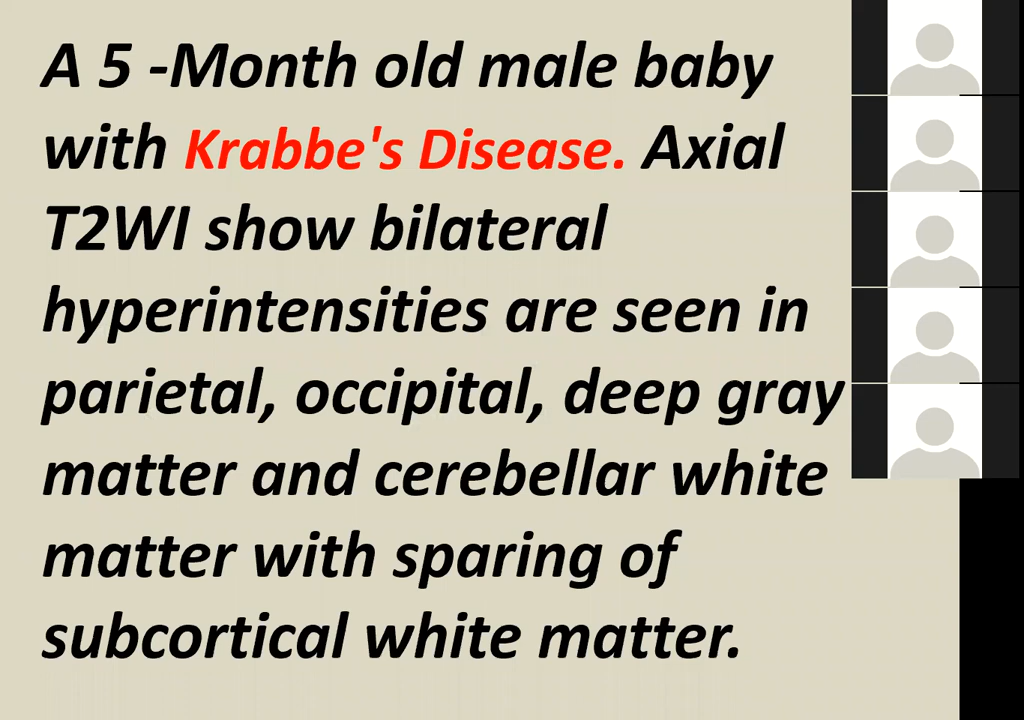 A 5 -Month old male baby
with Krabbe's Disease. Axial
T2WI show bilateral
hyperintensities are seen in
parietal, occipital, deep gray
matter and cerebellar white
matter with sparing of
subcortical white matter.